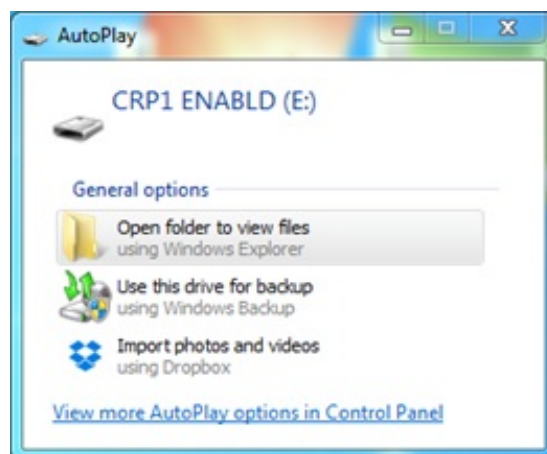 AutoPlay
CRP1 ENABLD (E:)
General options
Open folder to view files
using Windows Explorer
Use this drive for backup
using Windows Backup
Import photos and videos
using Dropbox
View more AutoPlay options in Control Panel